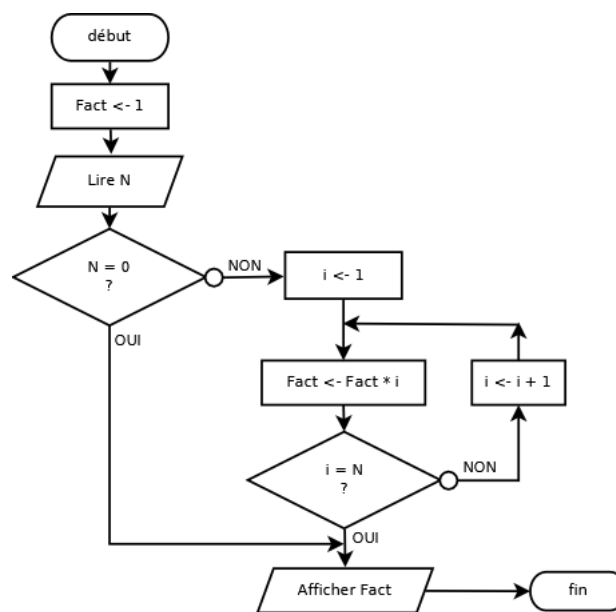 début
Fact <- 1
Lire N
N = 0
?
NON
i <- 1
OUI
Fact <- Fact * i
i <- i + 1
i = N
?
NON
OUI
Afficher Fact
fin